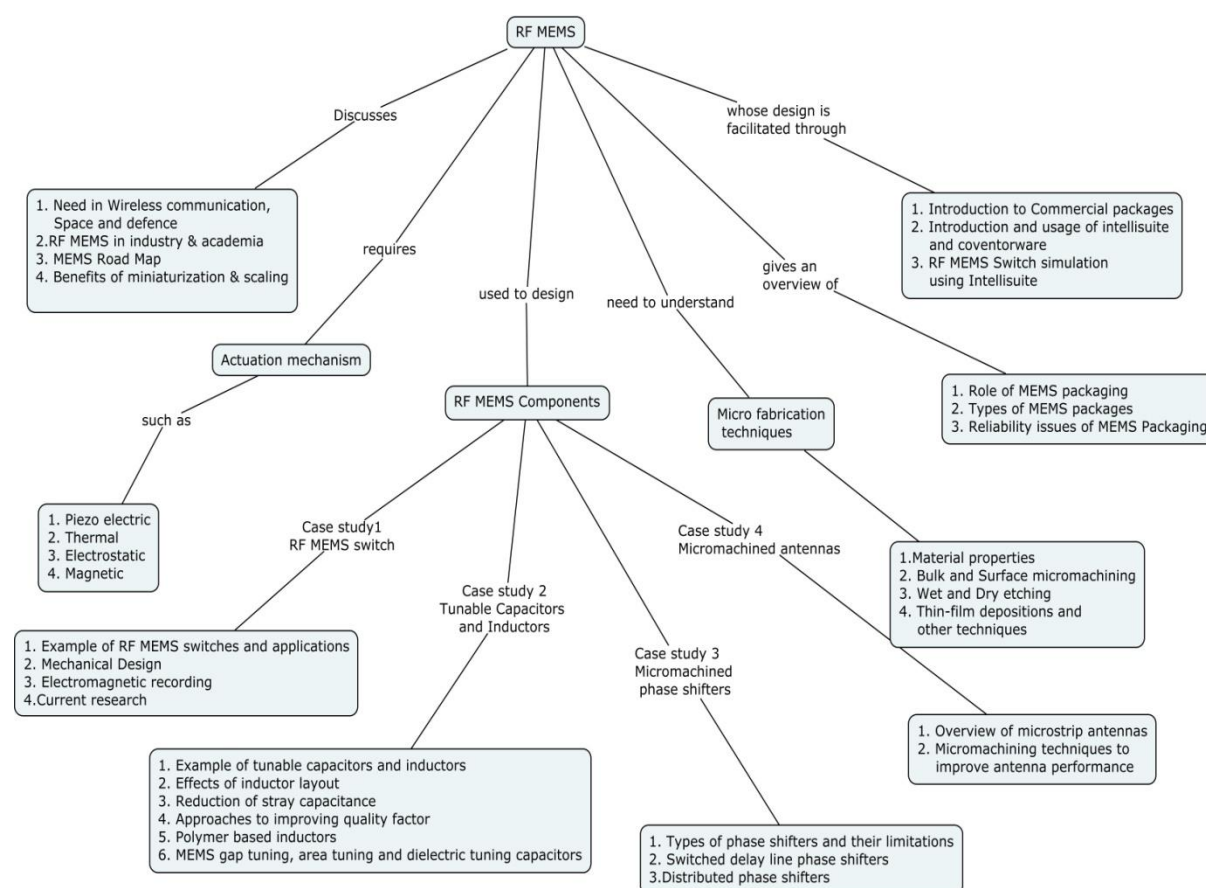 RF MEMS
Discusses
whose design is
facilitated through
1. Need in Wireless communication,
Space and defence
2.RF MEMS in industry & academia
3. MEMS Road Map
4. Benefits of miniaturization & scaling
requires
used to design
need to understand
gives an
overview of
1. Introduction to Commercial packages
2. Introduction and usage of intellisuite
and coventorware
3. RF MEMS Switch simulation
using Intellisuite
Actuation mechanism
such as
RF MEMS Components
Micro fabrication
techniques
1. Role of MEMS packaging
2. Types of MEMS packages
3. Reliability issues of MEMS Packaging
1. Piezo electric
2. Thermal
3. Electrostatic
4. Magnetic
Case study1
RF MEMS switch
Case study 2
Tunable Capacitors
and Inductors
Case study 4
Micromachined antennas
Case study 3
Micromachined
phase shifters
1.Material properties
2. Bulk and Surface micromachining
3. Wet and Dry etching
4. Thin-film depositions and
other techniques
1. Example of RF MEMS switches and applications
2. Mechanical Design
3. Electromagnetic recording
4.Current research
1. Example of tunable capacitors and inductors
2. Effects of inductor layout
3. Reduction of stray capacitance
4. Approaches to improving quality factor
5. Polymer based inductors
6. MEMS gap tuning, area tuning and dielectric tuning capacitors
1. Overview of microstrip antennas
2. Micromachining techniques to
improve antenna performance
1. Types of phase shifters and their limitations
2. Switched delay line phase shifters
3.Distributed phase shifters